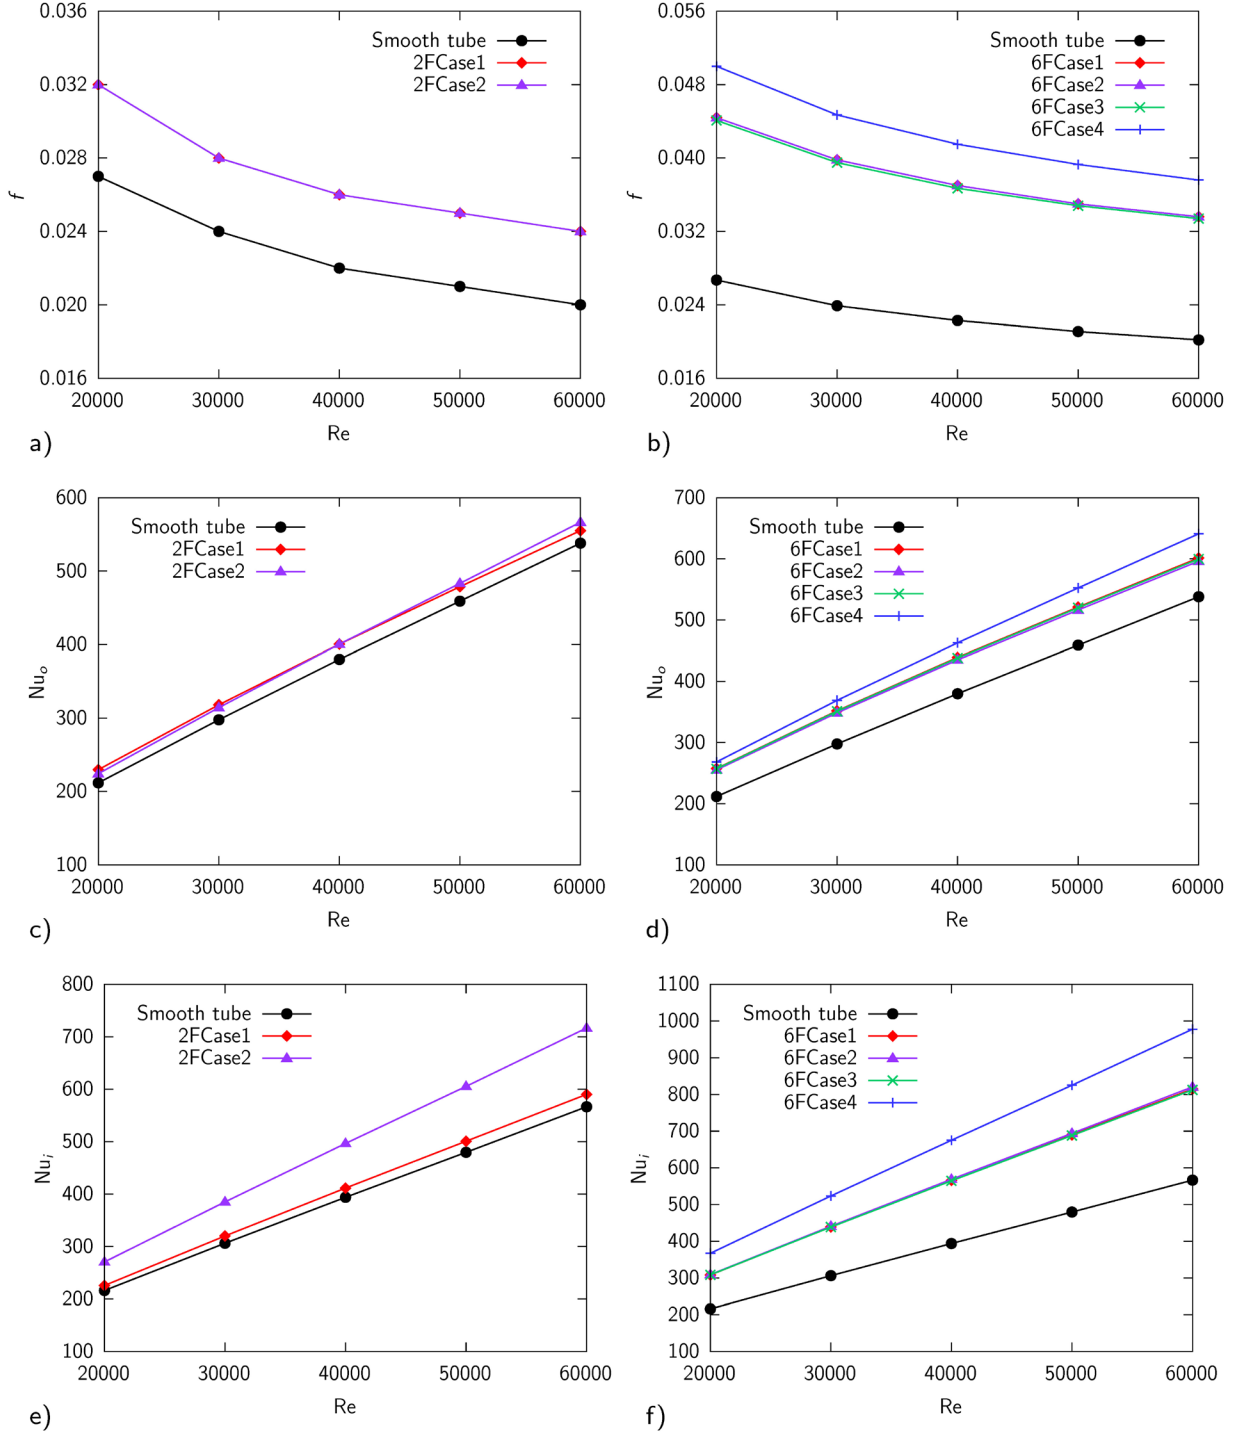 0.036
0.032
0.028
0.024
0.020
0.016
f
Smooth tube
2FCase1
2FCase2
20000 30000 40000 50000 60000
Re
a)
0.056
0.048
0.040
0.032
0.024
0.016
f
Smooth tube
6FCase1
6FCase2
6FCase3
6FCase4
20000 30000 40000 50000 60000
Re
b)
600
500
400
300
200
100
Nuo
Smooth tube
2FCase1
2FCase2
20000 30000 40000 50000 60000
Re
c)
700
600
500
400
300
200
100
Nuo
Smooth tube
6FCase1
6FCase2
6FCase3
6FCase4
20000 30000 40000 50000 60000
Re
d)
800
700
600
500
400
300
200
100
Nui
Smooth tube
2FCase1
2FCase2
20000 30000 40000 50000 60000
Re
e)
1100
1000
900
800
700
600
500
400
300
200
100
Nui
Smooth tube
6FCase1
6FCase2
6FCase3
6FCase4
20000 30000 40000 50000 60000
Re
f)